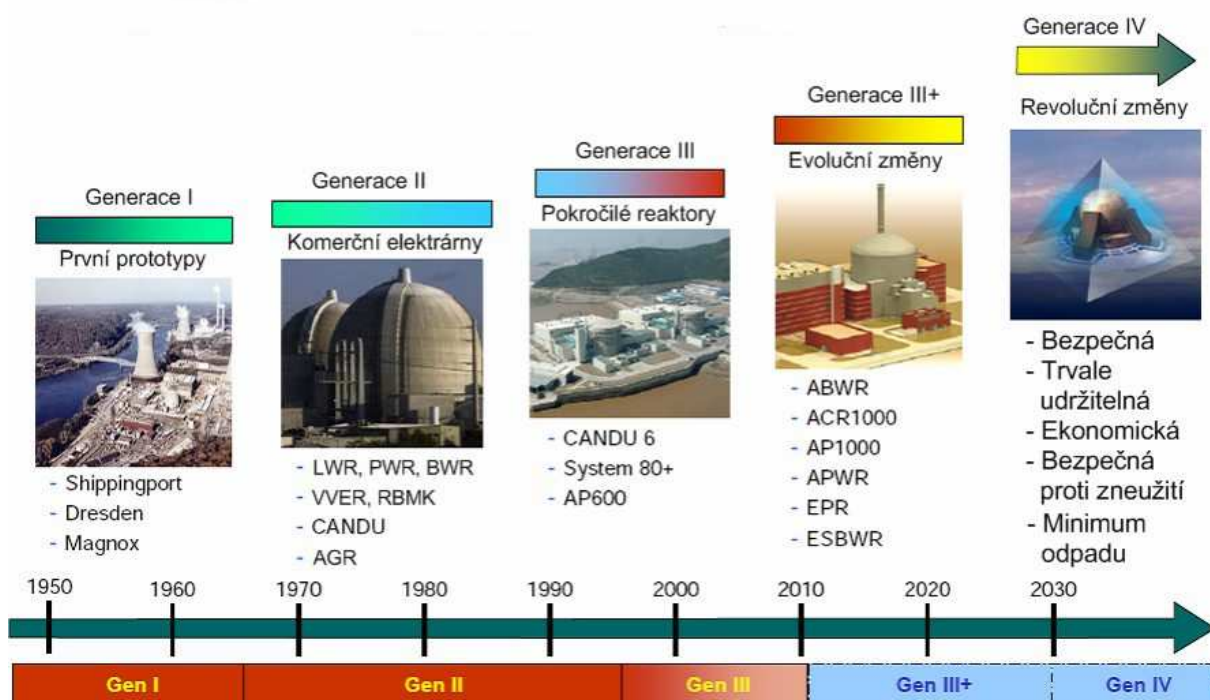 Generace I
První prototypy
- Shippingport
- Dresden
- Magnox
Generace II
Komerční elektrárny
- LWR, PWR, BWR
- VVER, RBMK
- CANDU
- AGR
Generace III
Pokročilé reaktory
- CANDU 6
- System 80+
- AP600
Generace III+
Evoluční změny
- ABWR
- ACR1000
- AP1000
- APWR
- EPR
- ESBWR
Generace IV
Revoluční změny
- Bezpečná
- Trvale
udržitelná
- Ekonomická
- Bezpečná
proti zneužití
- Minimum
odpadu
1950 1960 1970 1980 1990 2000 2010 2020 2030
Gen I Gen II Gen III Gen III+ Gen IV